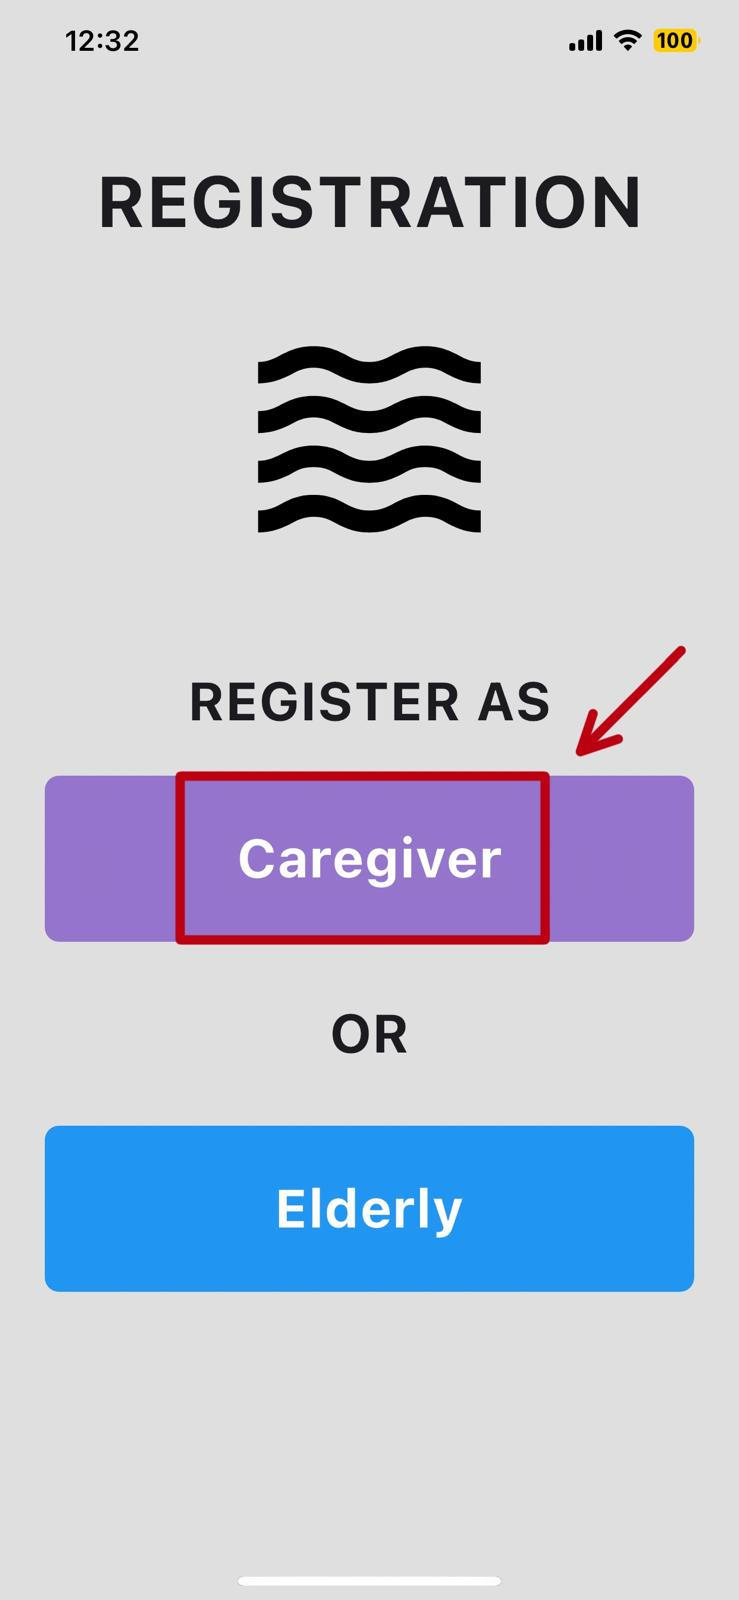 12:32
100
REGISTRATION
REGISTER AS
Caregiver
OR
Elderly